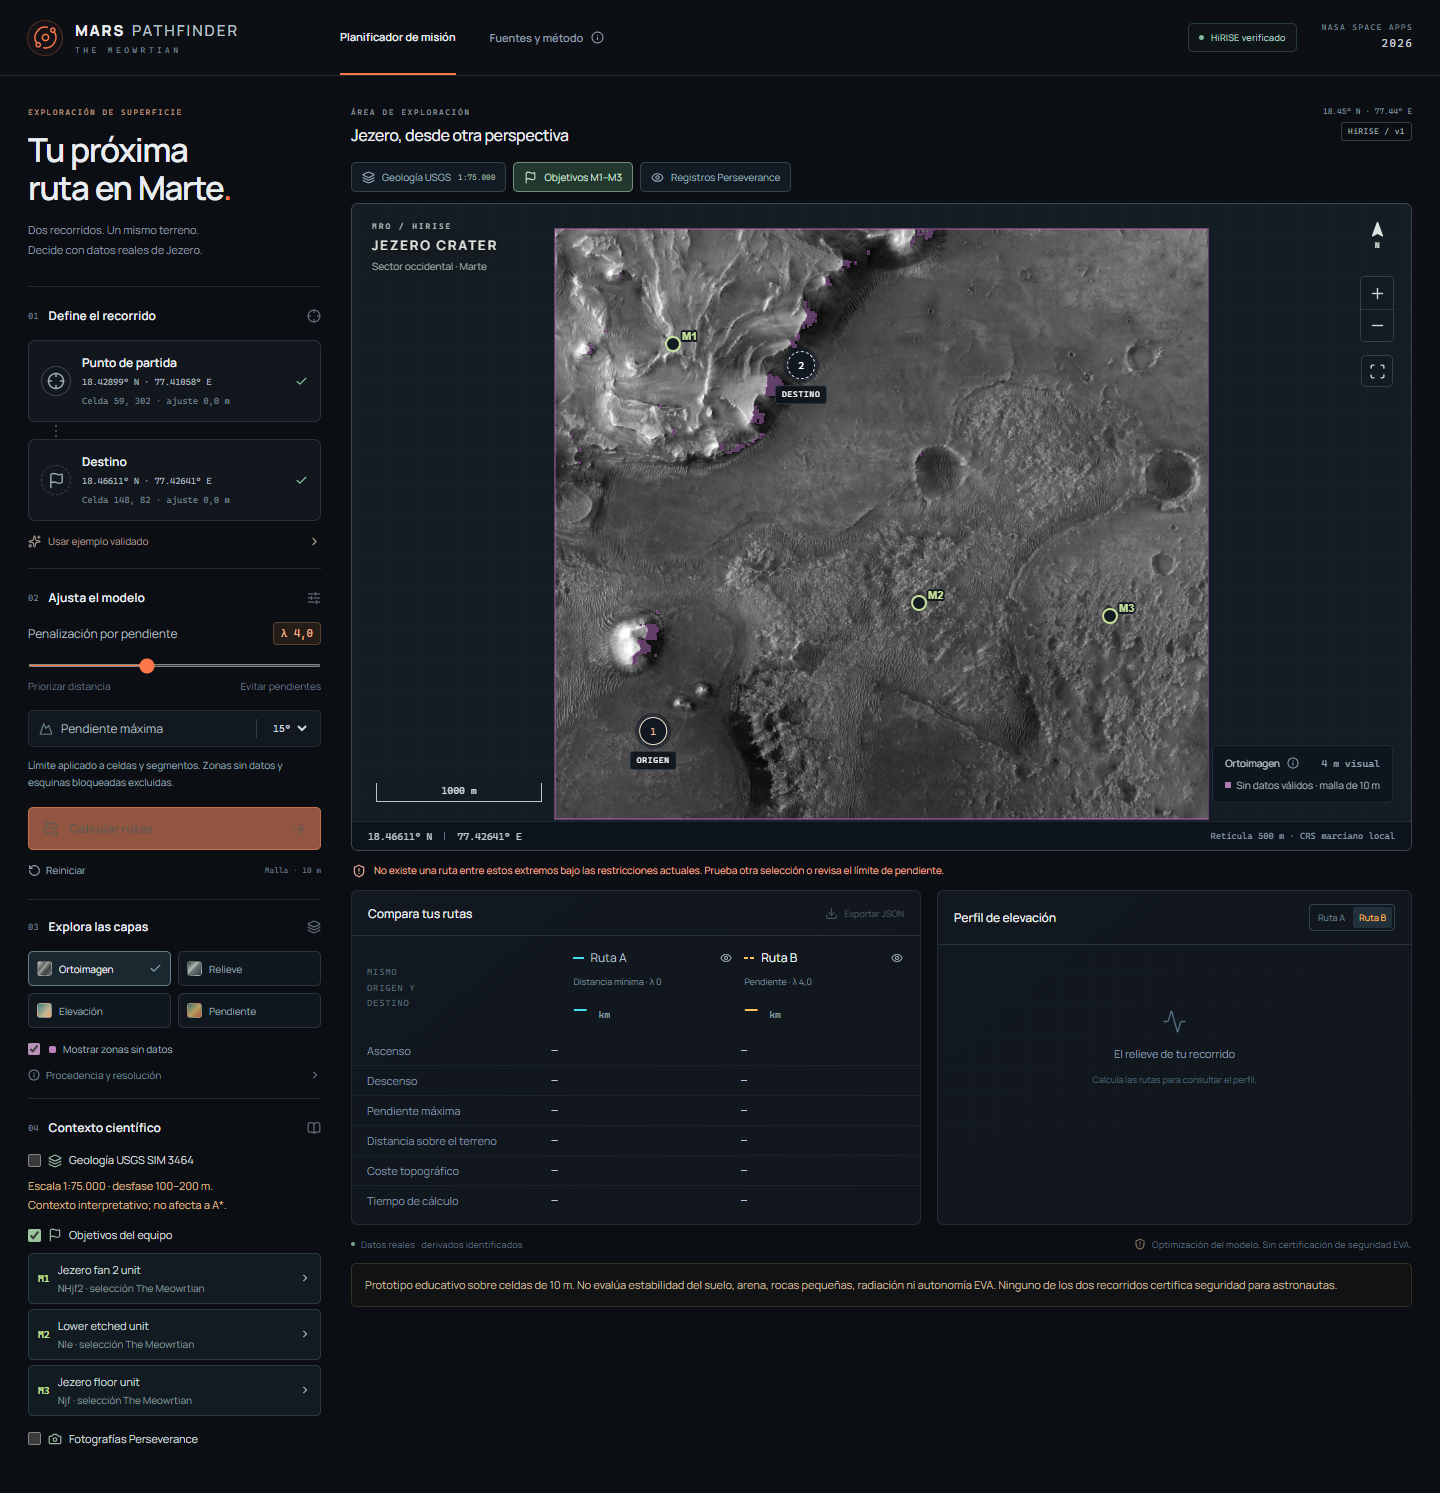 MARS PATHFINDER
THE MEOWRTIAN
Planificador de misión
Fuentes y método
HiRISE verificado
NASA SPACE APPS
2026
EXPLORACIÓN DE SUPERFICIE
Tu próxima
ruta en Marte.
Dos recorridos. Un mismo terreno.
Decide con datos reales de Jezero.
01 Define el recorrido
Punto de partida
18.42899° N · 77.41058° E
Celda 59, 302 · ajuste 0,0 m
Destino
18.46611° N · 77.42641° E
Celda 148, 82 · ajuste 0,0 m
Usar ejemplo validado
02 Ajusta el modelo
Penalización por pendiente
λ 4,0
Priorizar distancia
Evitar pendientes
Pendiente máxima
15°
Límite aplicado a celdas y segmentos. Zonas sin datos y
esquinas bloqueadas excluidas.
Calcular rutas
Reiniciar
Malla · 10 m
03 Explora las capas
Ortoimagen
Relieve
Elevación
Pendiente
Mostrar zonas sin datos
Procedencia y resolución
04 Contexto científico
Geología USGS SIM 3464
Escala 1:75.000 · desfase 100–200 m.
Contexto interpretativo; no afecta a A*.
Objetivos del equipo
M1
Jezero fan 2 unit
NHjf2 · selección The Meowrtian
M2
Lower etched unit
Nle · selección The Meowrtian
M3
Jezero floor unit
Njf · selección The Meowrtian
Fotografías Perseverance
ÁREA DE EXPLORACIÓN
Jezero, desde otra perspectiva
18.45° N · 77.44° E
HiRISE / v1
Geología USGS 1:75.000
Objetivos M1–M3
Registros Perseverance
MRO / HIRISE
JEZERO CRATER
Sector occidental · Marte
N
M1
2
DESTINO
M2
M3
1
ORIGEN
1000 m
Ortoimagen
4 m visual
Sin datos válidos · malla de 10 m
18.46611° N | 77.42641° E
Retícula 500 m · CRS marciano local
No existe una ruta entre estos extremos bajo las restricciones actuales. Prueba otra selección o revisa el límite de pendiente.
Compara tus rutas
Exportar JSON
MISMO
ORIGEN Y
DESTINO
Ruta A
Distancia mínima · λ 0
— km
Ruta B
Pendiente · λ 4,0
— km
Ascenso — —
Descenso — —
Pendiente máxima — —
Distancia sobre el terreno — —
Coste topográfico — —
Tiempo de cálculo — —
Perfil de elevación
Ruta A
Ruta B
El relieve de tu recorrido
Calcula las rutas para consultar el perfil.
Datos reales · derivados identificados
Optimización del modelo. Sin certificación de seguridad EVA.
Prototipo educativo sobre celdas de 10 m. No evalúa estabilidad del suelo, arena, rocas pequeñas, radiación ni autonomía EVA. Ninguno de los dos recorridos certifica seguridad para astronautas.